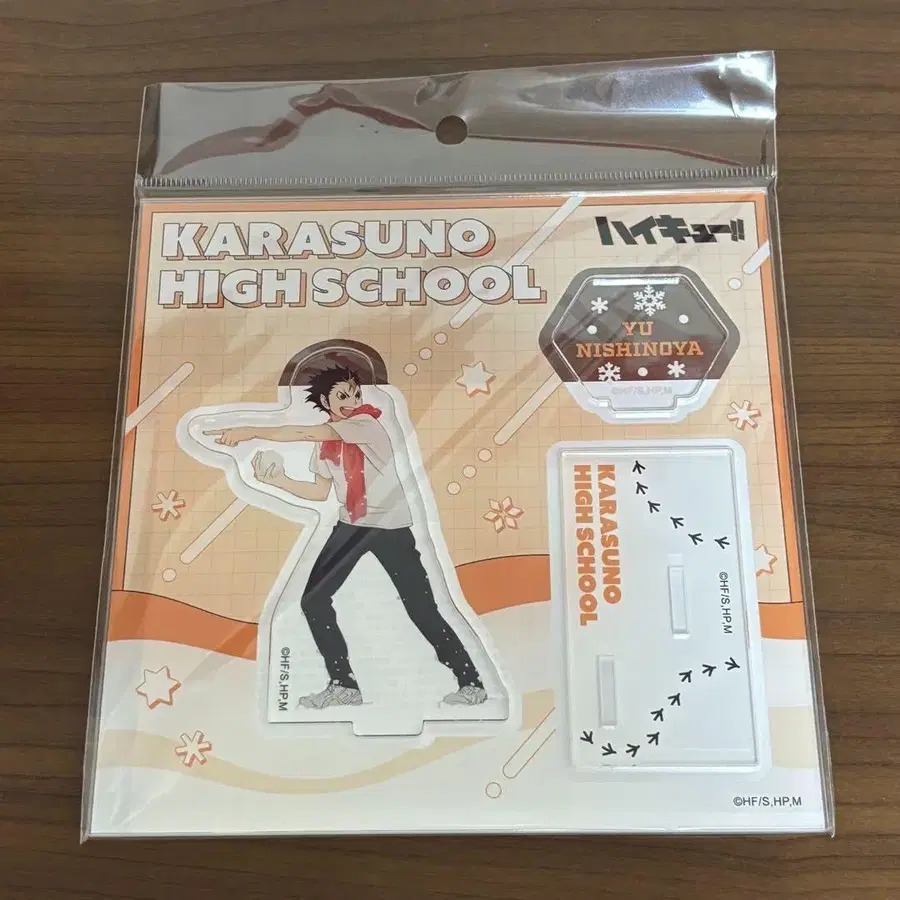 KARASUNO
HIGH SCHOOL
ハイキュー!!
YU
NISHINOYA
©HF/S,HP,M
KARASUNO
HIGH SCHOOL
©HF/S,HP,M
©HF/S,HP,M
©HF/S,HP,M